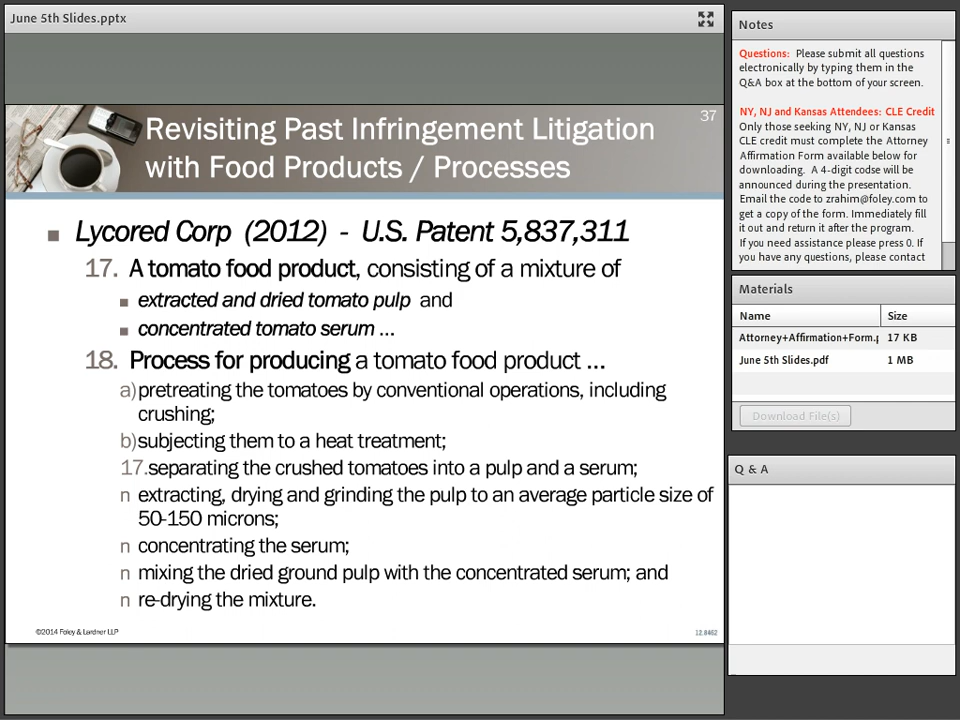 June 5th Slides.pptx
37
Revisiting Past Infringement Litigation
with Food Products / Processes
■ Lycored Corp (2012) - U.S. Patent 5,837,311
17. A tomato food product, consisting of a mixture of
■ extracted and dried tomato pulp and
■ concentrated tomato serum ...
18. Process for producing a tomato food product ...
a)pretreating the tomatoes by conventional operations, including
crushing;
b)subjecting them to a heat treatment;
17.separating the crushed tomatoes into a pulp and a serum;
n extracting, drying and grinding the pulp to an average particle size of
50-150 microns;
n concentrating the serum;
n mixing the dried ground pulp with the concentrated serum; and
n re-drying the mixture.
©2014 Foley & Lardner LLP
12.8462
Notes
Questions: Please submit all questions
electronically by typing them in the
Q&A box at the bottom of your screen.
NY, NJ and Kansas Attendees: CLE Credit
Only those seeking NY, NJ or Kansas
CLE credit must complete the Attorney
Affirmation Form available below for
downloading. A 4-digit codse will be
announced during the presentation.
Email the code to zrahim@foley.com to
get a copy of the form. Immediately fill
it out and return it after the program.
If you need assistance please press 0. If
you have any questions, please contact
Materials
Name Size
Attorney+Affirmation+Form.p 17 KB
June 5th Slides.pdf 1 MB
Download File(s)
Q & A